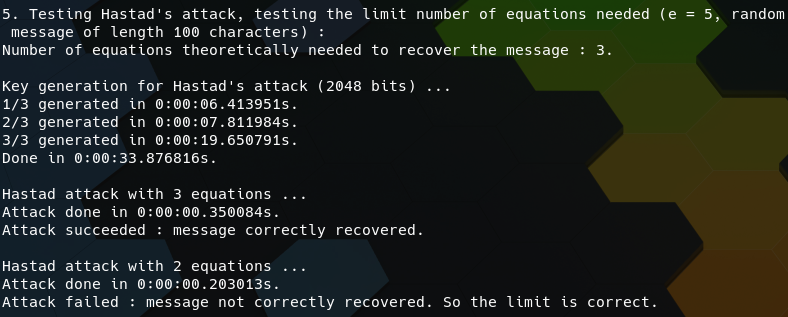 5. Testing Hastad's attack, testing the limit number of equations needed (e = 5, random
message of length 100 characters) :
Number of equations theoretically needed to recover the message : 3.
Key generation for Hastad's attack (2048 bits) ...
1/3 generated in 0:00:06.413951s.
2/3 generated in 0:00:07.811984s.
3/3 generated in 0:00:19.650791s.
Done in 0:00:33.876816s.
Hastad attack with 3 equations ...
Attack done in 0:00:00.350084s.
Attack succeeded : message correctly recovered.
Hastad attack with 2 equations ...
Attack done in 0:00:00.203013s.
Attack failed : message not correctly recovered. So the limit is correct.